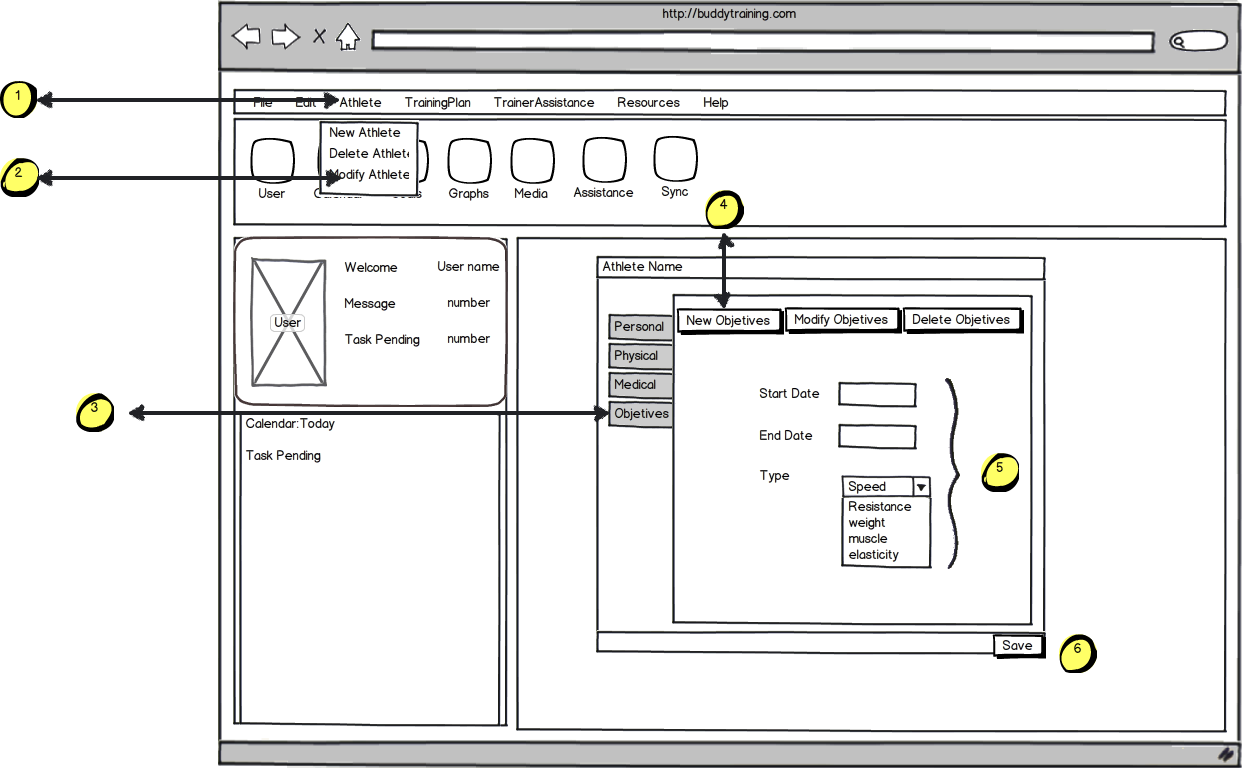 http://buddytraining.com
1
File Edit Athlete TrainingPlan TrainerAssistance Resources Help
New Athlete
Delete Athlete
2
Modify Athlete
User Graphs Media Assistance Sync
4
Welcome User name
Message number
User
Task Pending number
Athlete Name
New Objetives Modify Objetives Delete Objetives
Personal
Physical
Medical
3
Objetives
Calendar:Today
Task Pending
Start Date
End Date
Type
Speed
Resistance
weight
muscle
elasticity
5
Save
6